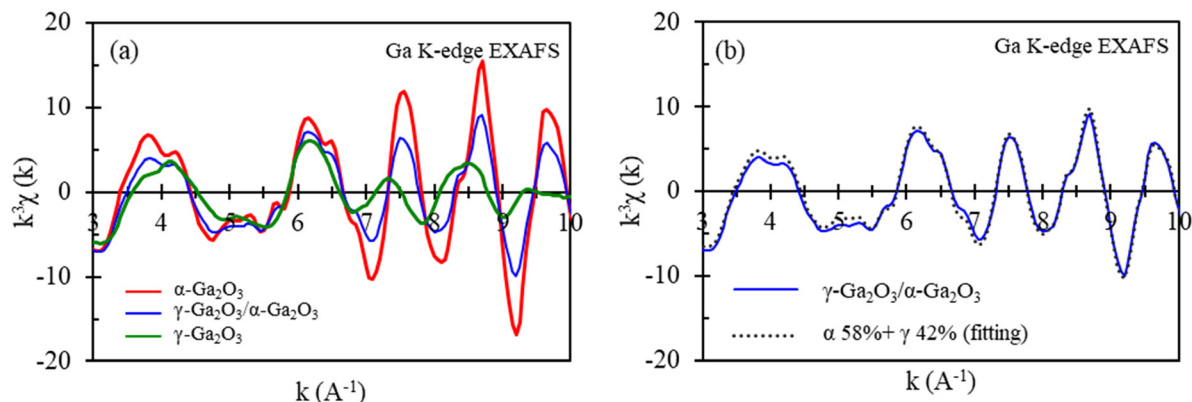 20
(a)
Ga K-edge EXAFS
10
k-³χ (k)
0
3 4 5 6 7 8 9 10
-10
α-Ga₂O₃
γ-Ga₂O₃/α-Ga₂O₃
γ-Ga₂O₃
-20
k (A⁻¹)
20
(b)
Ga K-edge EXAFS
10
k-³χ (k)
0
3 4 5 6 7 8 9 10
-10
γ-Ga₂O₃/α-Ga₂O₃
α 58%+ γ 42% (fitting)
-20
k (A⁻¹)